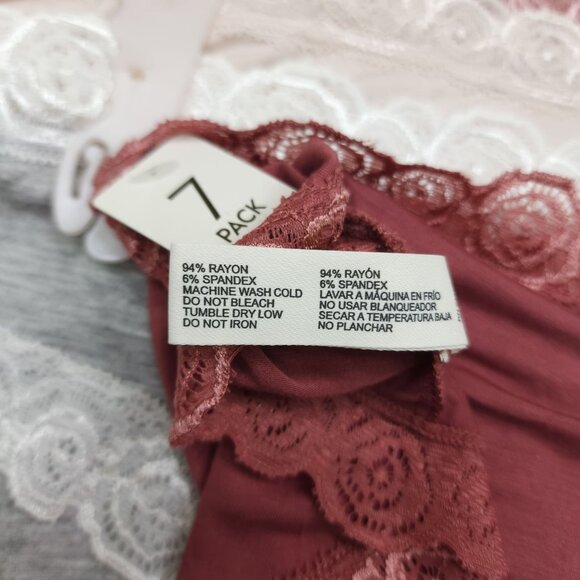 7
PACK
94% RAYON
6% SPANDEX
MACHINE WASH COLD
DO NOT BLEACH
TUMBLE DRY LOW
DO NOT IRON
94% RAYÓN
6% SPANDEX
LAVAR A MÁQUINA EN FRÍO
NO USAR BLANQUEADOR
SECAR A TEMPERATURA BAJA
NO PLANCHAR